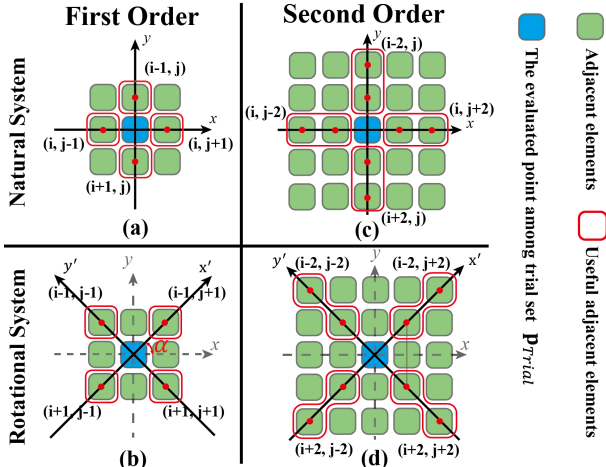 First Order
Second Order
Natural System
Rotational System
y
(i-1, j)
x
(i, j-1)
(i, j+1)
(i+1, j)
(a)
y
(i-2, j)
(i, j-2)
(i, j+2)
x
(i+2, j)
(c)
y'
y
x'
(i-1, j-1)
(i-1, j+1)
α
x
(i+1, j-1)
(i+1, j+1)
(b)
y'
y
x'
(i-2, j-2)
(i-2, j+2)
x
(i+2, j-2)
(i+2, j+2)
(d)
The evaluated point among trial set p_Trial
Adjacent elements
Useful adjacent elements